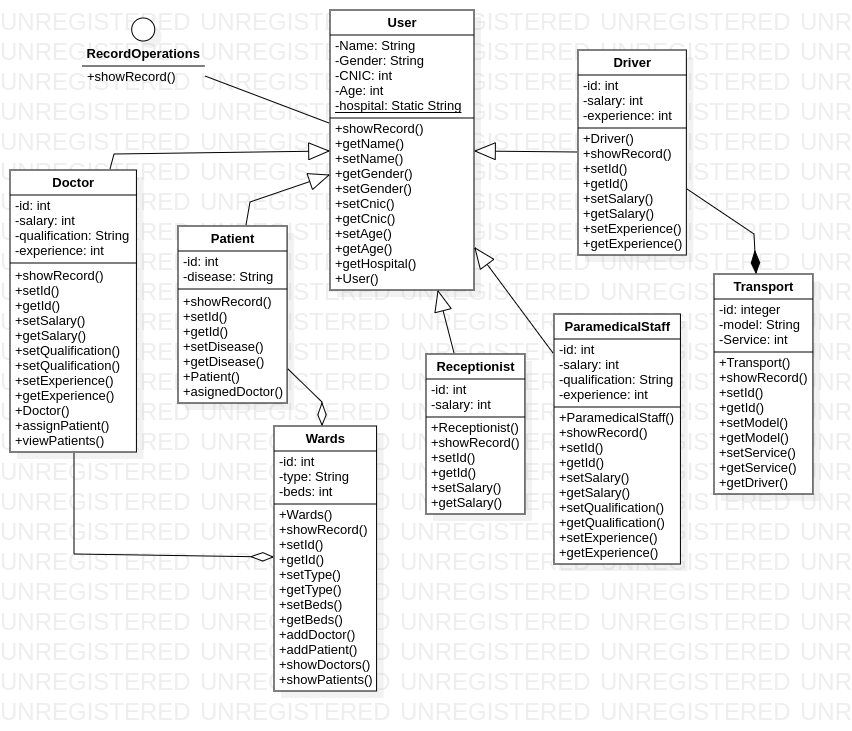 RecordOperations
+showRecord()
User
-Name: String
-Gender: String
-CNIC: int
-Age: int
-hospital: Static String
+showRecord()
+getName()
+setName()
+getGender()
+setGender()
+setCnic()
+getCnic()
+setAge()
+getAge()
+getHospital()
+User()
Driver
-id: int
-salary: int
-experience: int
+Driver()
+showRecord()
+setId()
+getId()
+setSalary()
+getSalary()
+setExperience()
+getExperience()
Doctor
-id: int
-salary: int
-qualification: String
-experience: int
+showRecord()
+setId()
+getId()
+setSalary()
+getSalary()
+setQualification()
+setQualification()
+setExperience()
+getExperience()
+Doctor()
+assignPatient()
+viewPatients()
Patient
-id: int
-disease: String
+showRecord()
+setId()
+getId()
+setDisease()
+getDisease()
+Patient()
+asignedDoctor()
Transport
-id: integer
-model: String
-Service: int
+Transport()
+showRecord()
+setId()
+getId()
+setModel()
+getModel()
+setService()
+getService()
+getDriver()
ParamedicalStaff
-id: int
-salary: int
-qualification: String
-experience: int
+ParamedicalStaff()
+showRecord()
+setId()
+getId()
+setSalary()
+getSalary()
+setQualification()
+getQualification()
+setExperience()
+getExperience()
Receptionist
-id: int
-salary: int
+Receptionist()
+showRecord()
+setId()
+getId()
+setSalary()
+getSalary()
Wards
-id: int
-type: String
-beds: int
+Wards()
+showRecord()
+setId()
+getId()
+setType()
+getType()
+setBeds()
+getBeds()
+addDoctor()
+addPatient()
+showDoctors()
+showPatients()
UNREGISTERED UNREGISTERED UNREGISTERED UNREGISTERED